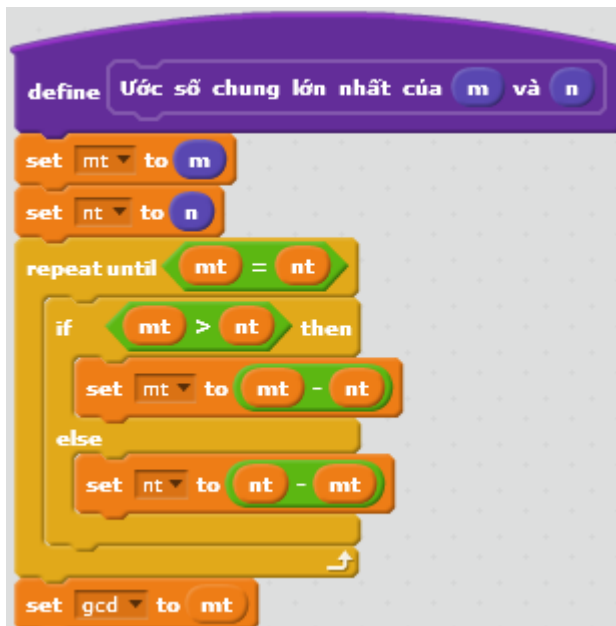 define Ước số chung lớn nhất của m và n
set mt to m
set nt to n
repeat until mt = nt
if mt > nt then
set mt to mt - nt
else
set nt to nt - mt
set gcd to mt